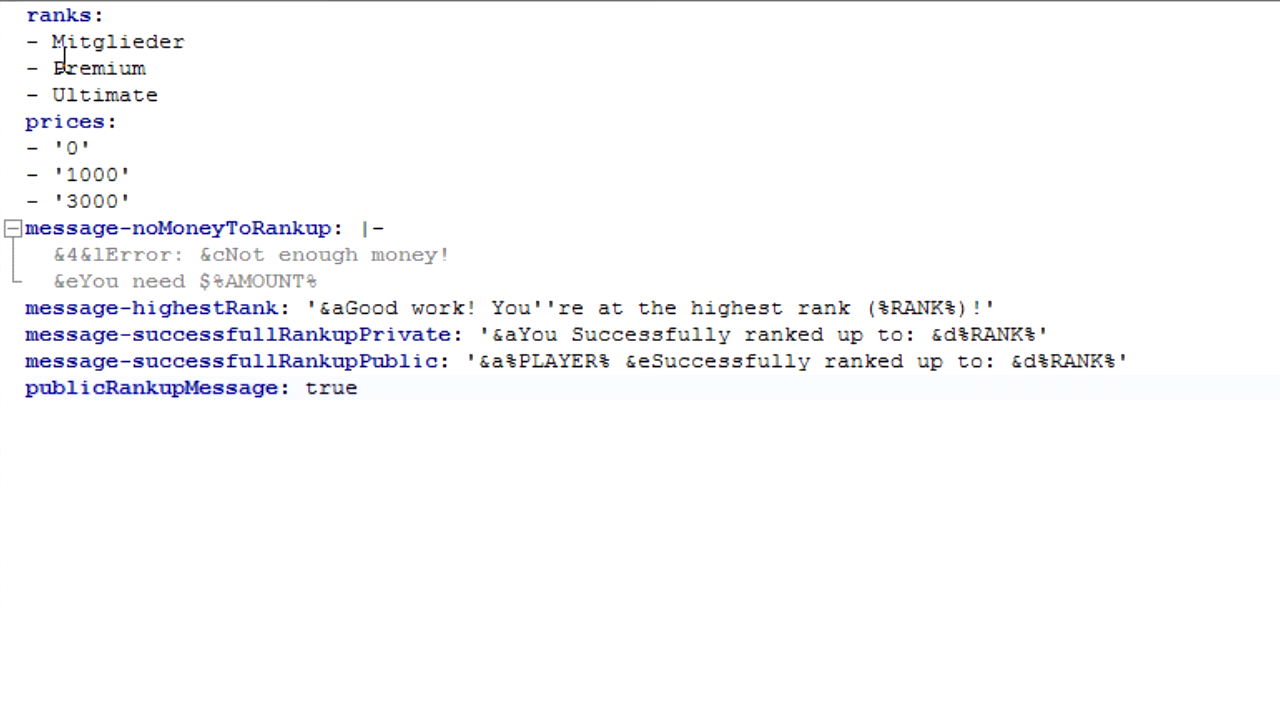 ranks:
- Mitglieder
- Premium
- Ultimate
prices:
- '0'
- '1000'
- '3000'
message-noMoneyToRankup: |-
  &4&lError: &cNot enough money!
  &eYou need $%AMOUNT%
message-highestRank: '&aGood work! You''re at the highest rank (%RANK%)!'
message-successfullRankupPrivate: '&aYou Successfully ranked up to: &d%RANK%'
message-successfullRankupPublic: '&a%PLAYER% &eSuccessfully ranked up to: &d%RANK%'
publicRankupMessage: true